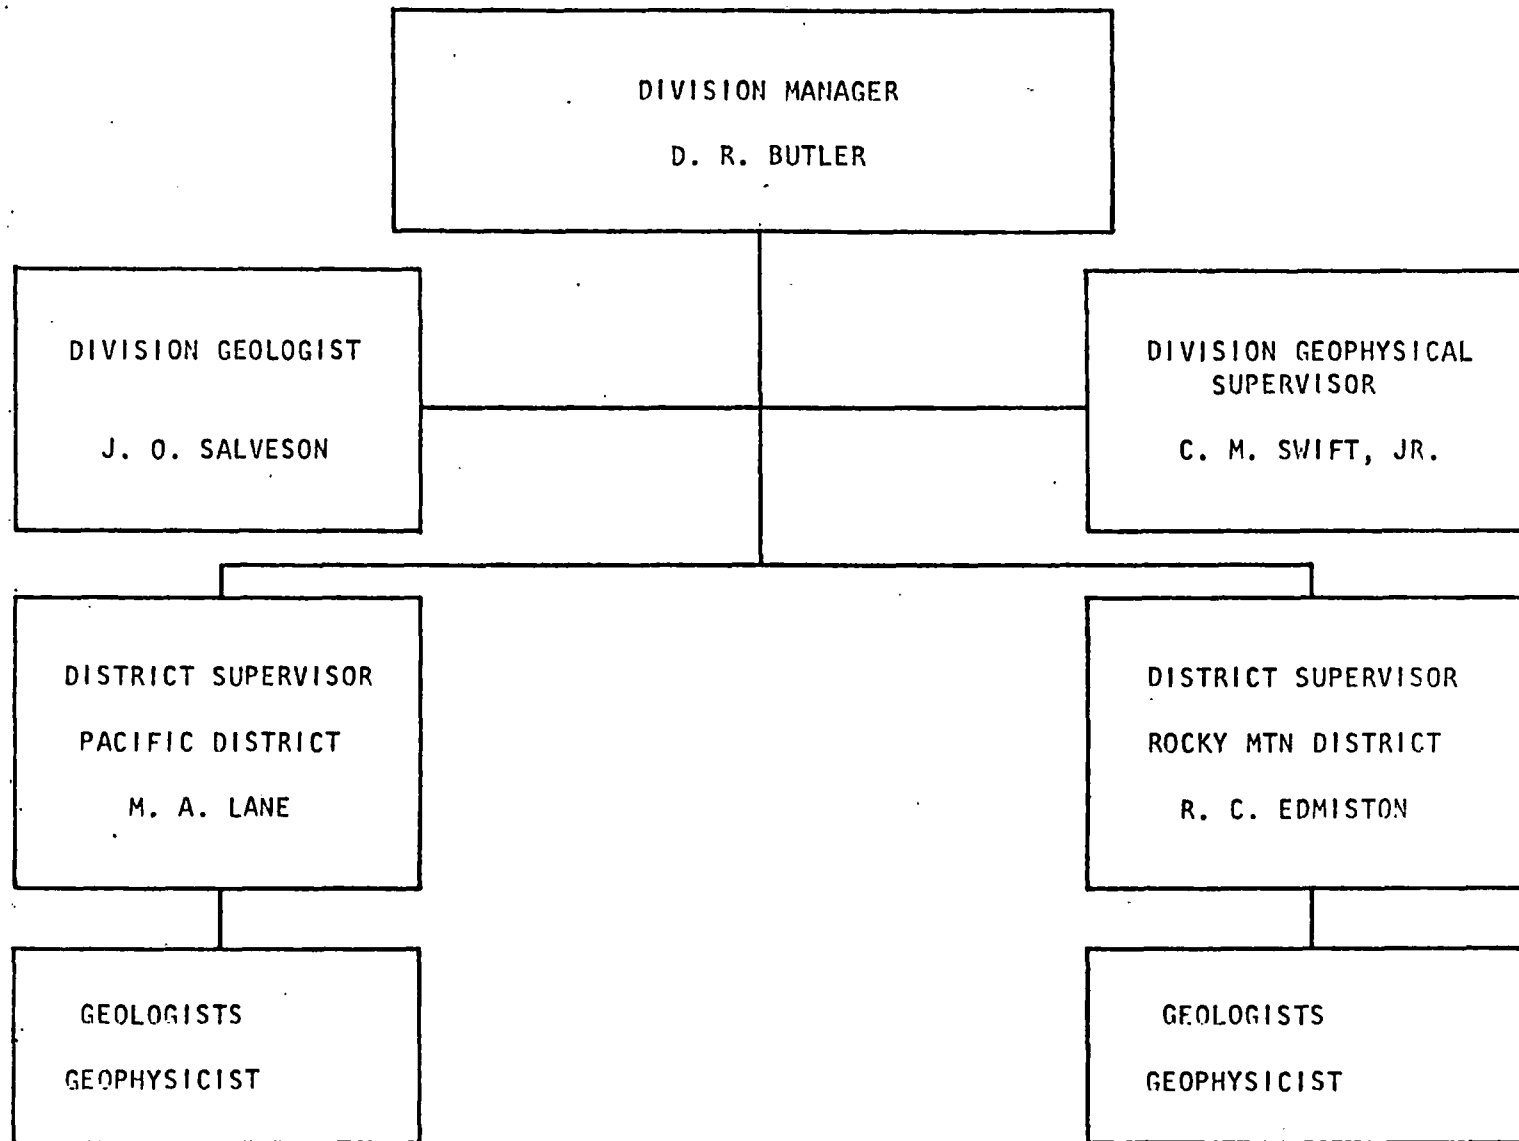 DIVISION MANAGER
D. R. BUTLER
DIVISION GEOLOGIST
J. O. SALVESON
DIVISION GEOPHYSICAL
SUPERVISOR
C. M. SWIFT, JR.
DISTRICT SUPERVISOR
PACIFIC DISTRICT
M. A. LANE
DISTRICT SUPERVISOR
ROCKY MTN DISTRICT
R. C. EDMISTON
GEOLOGISTS
GEOPHYSICIST
GEOLOGISTS
GEOPHYSICIST